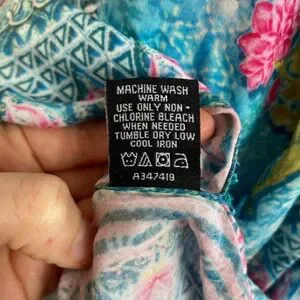 MACHINE WASH
WARM
USE ONLY NON -
CHLORINE BLEACH
WHEN NEEDED
TUMBLE DRY LOW
COOL IRON
A347419